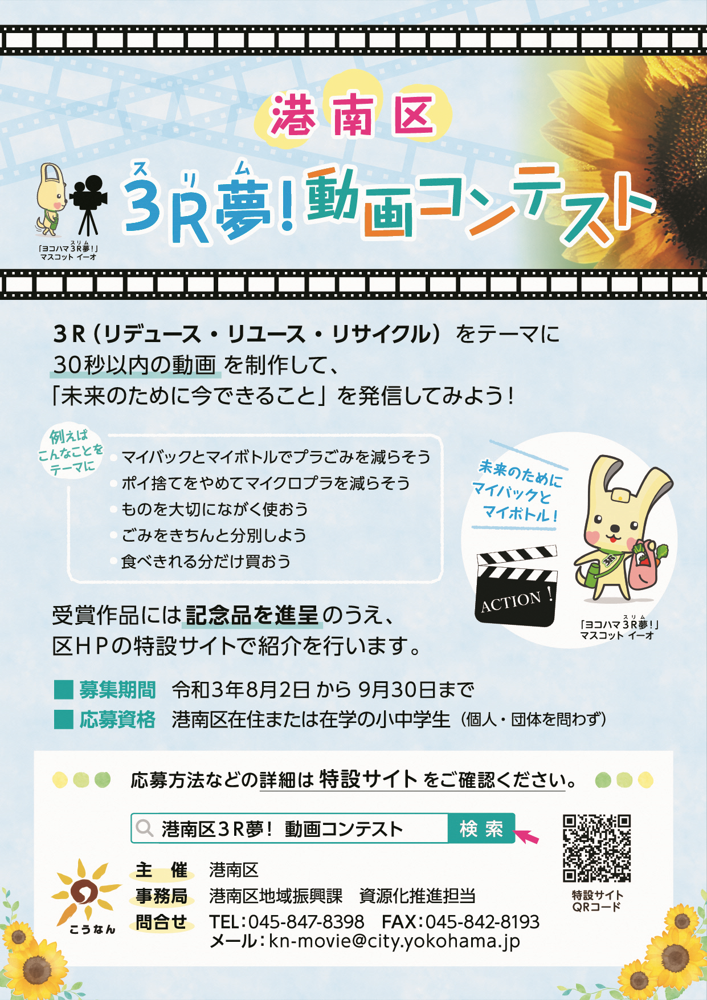 港南区
スリム
3R夢！動画コンテスト
スリム
「ヨコハマ3R夢！」
マスコット イーオ
3R（リデュース・リユース・リサイクル）をテーマに
30秒以内の動画 を制作して、
「未来のために今できること」を発信してみよう！
例えば
こんなことを
テーマに
マイバックとマイボトルでプラごみを減らそう
ポイ捨てをやめてマイクロプラを減らそう
ものを大切にながく使おう
ごみをきちんと分別しよう
食べきれる分だけ買おう
未来のために
マイバックと
マイボトル！
3R
ACTION！
スリム
「ヨコハマ3R夢！」
マスコット イーオ
受賞作品には記念品を進呈のうえ、
区HPの特設サイトで紹介を行います。
■ 募集期間 令和3年8月2日 から 9月30日まで
■ 応募資格 港南区在住または在学の小中学生（個人・団体を問わず）
応募方法などの詳細は 特設サイト をご確認ください。
港南区3R夢！ 動画コンテスト 検索
主 催 港南区
事務局 港南区地域振興課 資源化推進担当
問合せ TEL：045-847-8398 FAX：045-842-8193
メール：kn-movie@city.yokohama.jp
こうなん
特設サイト
QRコード